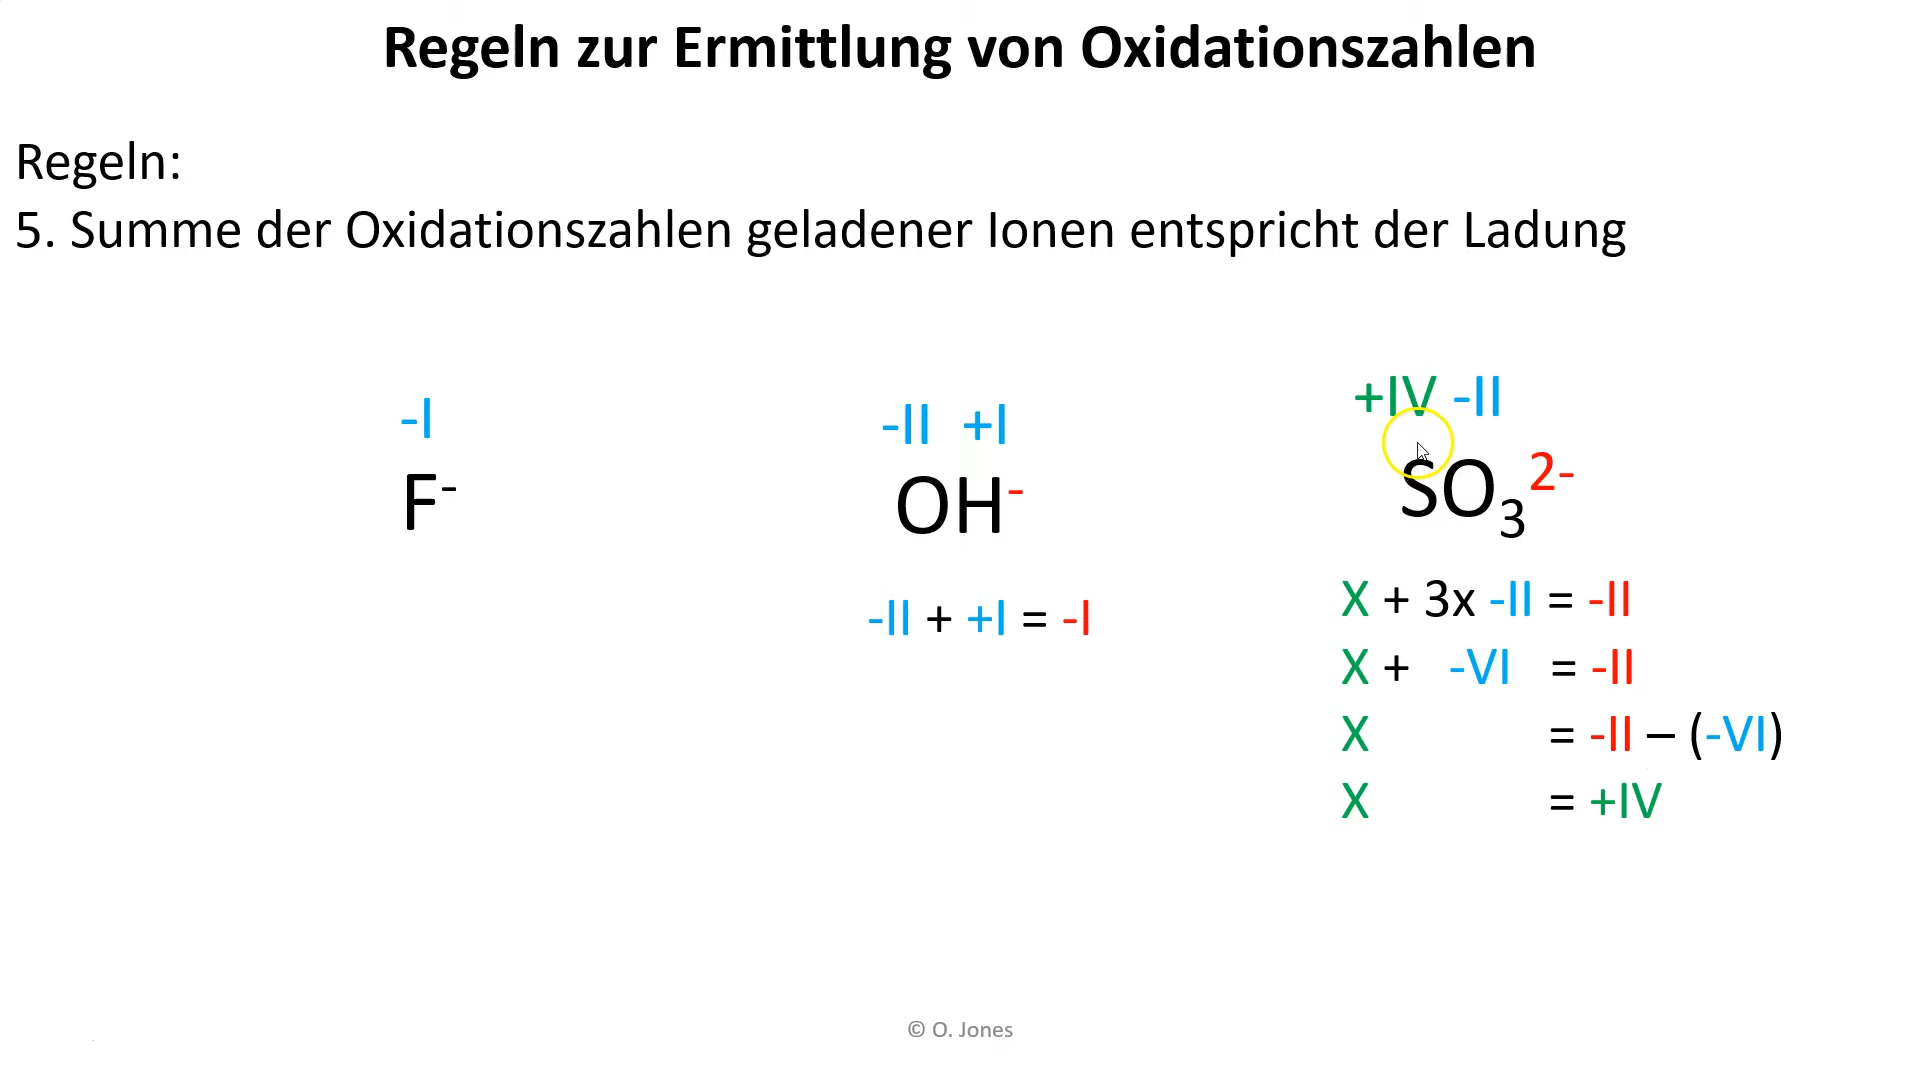 Regeln zur Ermittlung von Oxidationszahlen
Regeln:
5. Summe der Oxidationszahlen geladener Ionen entspricht der Ladung
-I
F⁻
-II +I
OH⁻
-II + +I = -I
+IV -II
SO₃²⁻
X + 3x -II = -II
X + -VI = -II
X = -II – (-VI)
X = +IV
© O. Jones